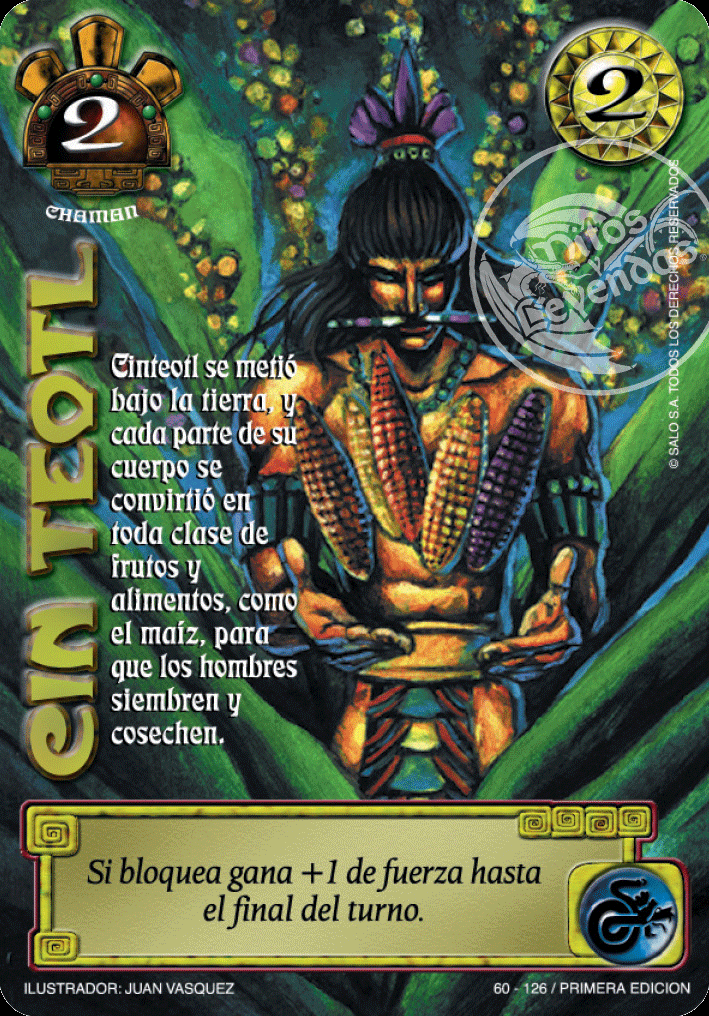 2
2
CHAMAN
Mitos
y
Leyendas
© SALO S.A. TODOS LOS DERECHOS RESERVADOS
CIN TEOTL
Cinteotl se metió
bajo la tierra, y
cada parte de su
cuerpo se
convirtió en
toda clase de
frutos y
alimentos, como
el maíz, para
que los hombres
siembren y
cosechen.
Si bloquea gana +1 de fuerza hasta
el final del turno.
ILUSTRADOR: JUAN VASQUEZ
60 - 126 / PRIMERA EDICION